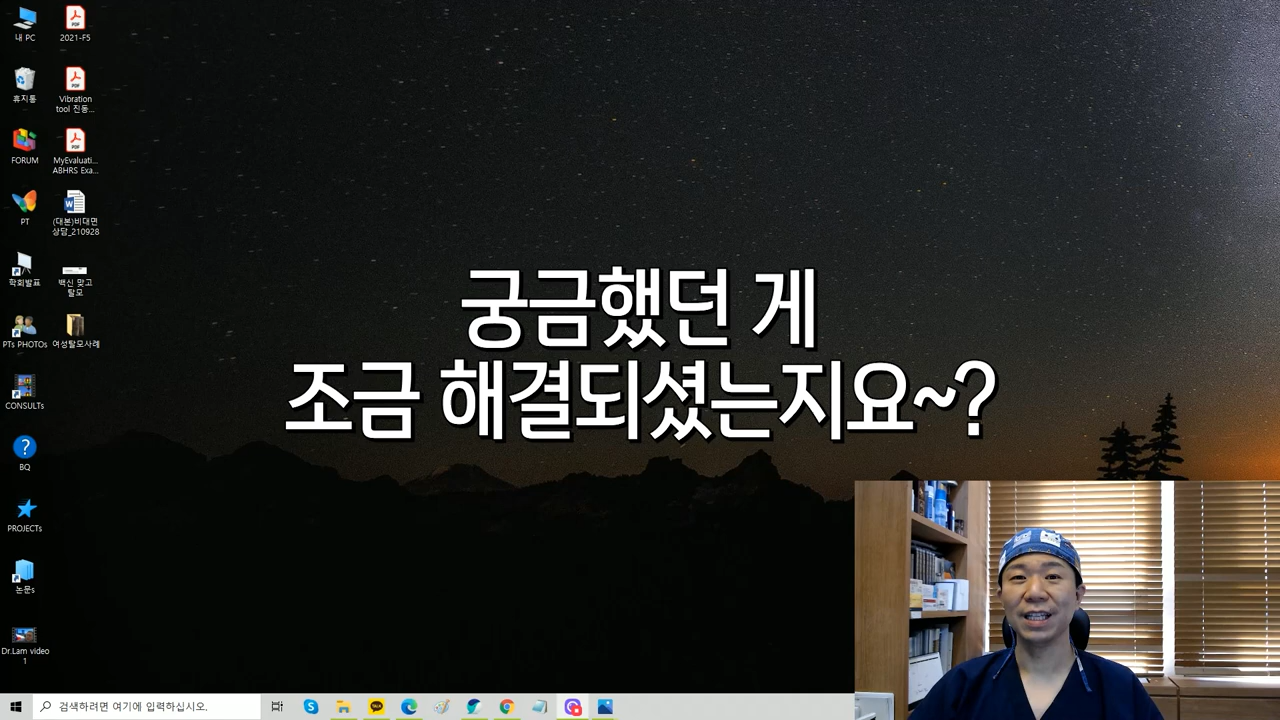 내 PC
2021-F5
휴지통
Vibration
tool 진동...
FORUM
MyEvaluati...
ABHRS Exa...
PT
(대본)비대면
상담_210928
학회발표
백신 맞고
탈모
PTs PHOTOs
여성탈모사례
CONSULTs
BQ
PROJECTs
논문s
Dr.Lam video
1
궁금했던 게
조금 해결되셨는지요~?
검색하려면 여기에 입력하십시오.